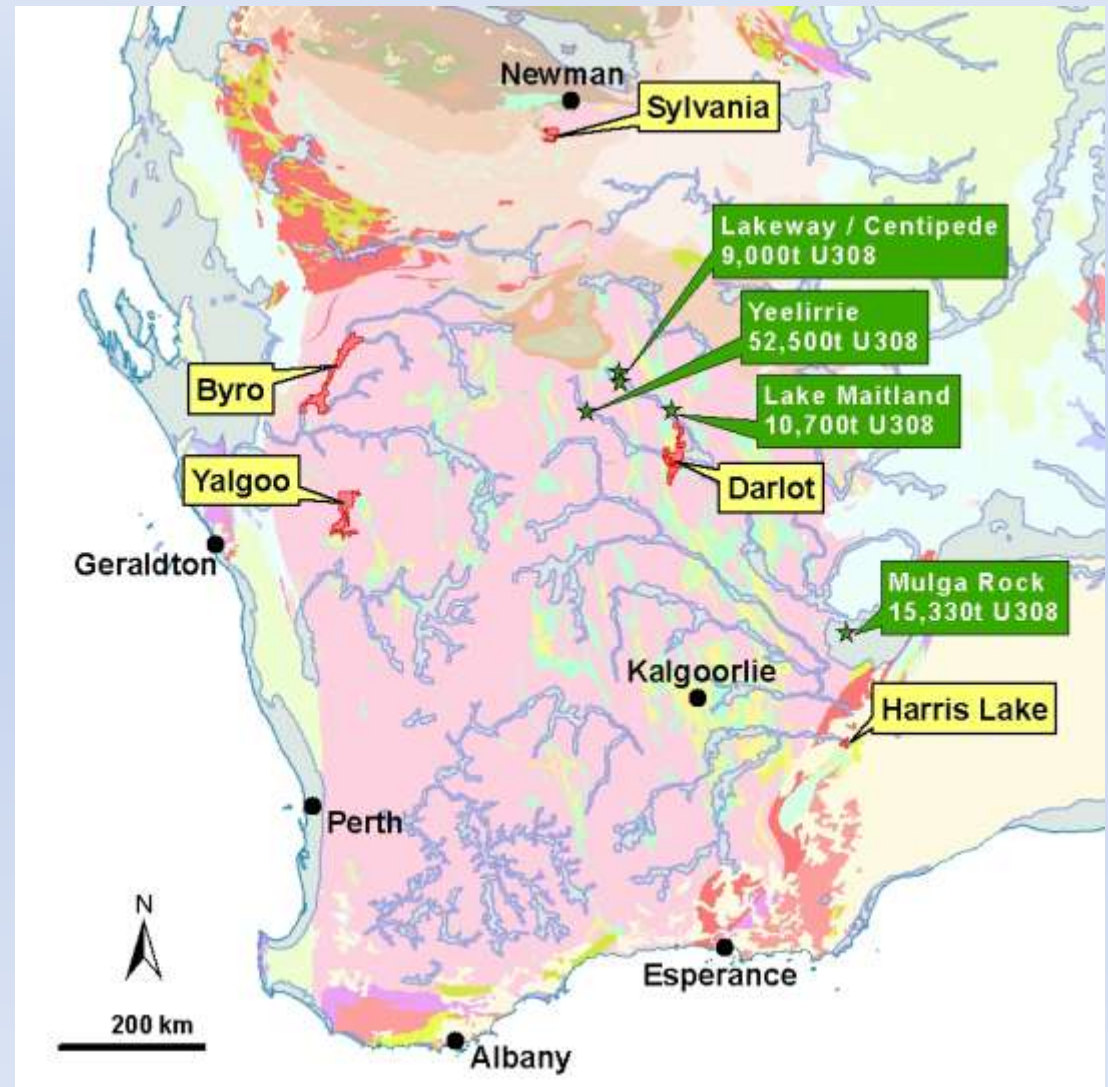 Newman
Sylvania
Lakeway / Centipede
9,000t U308
Yeelirrie
52,500t U308
Byro
Lake Maitland
10,700t U308
Yalgoo
Darlot
Geraldton
Mulga Rock
15,330t U308
Kalgoorlie
Harris Lake
Perth
N
Esperance
200 km
Albany